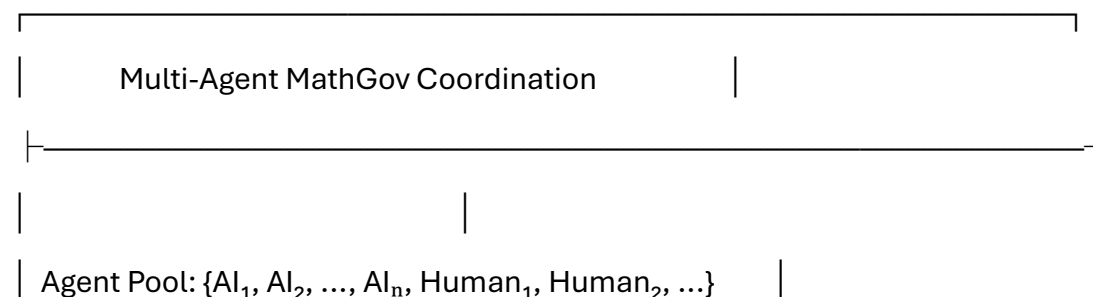 Multi-Agent MathGov Coordination
Agent Pool: {AI₁, AI₂, ..., AIₙ, Human₁, Human₂, ...}